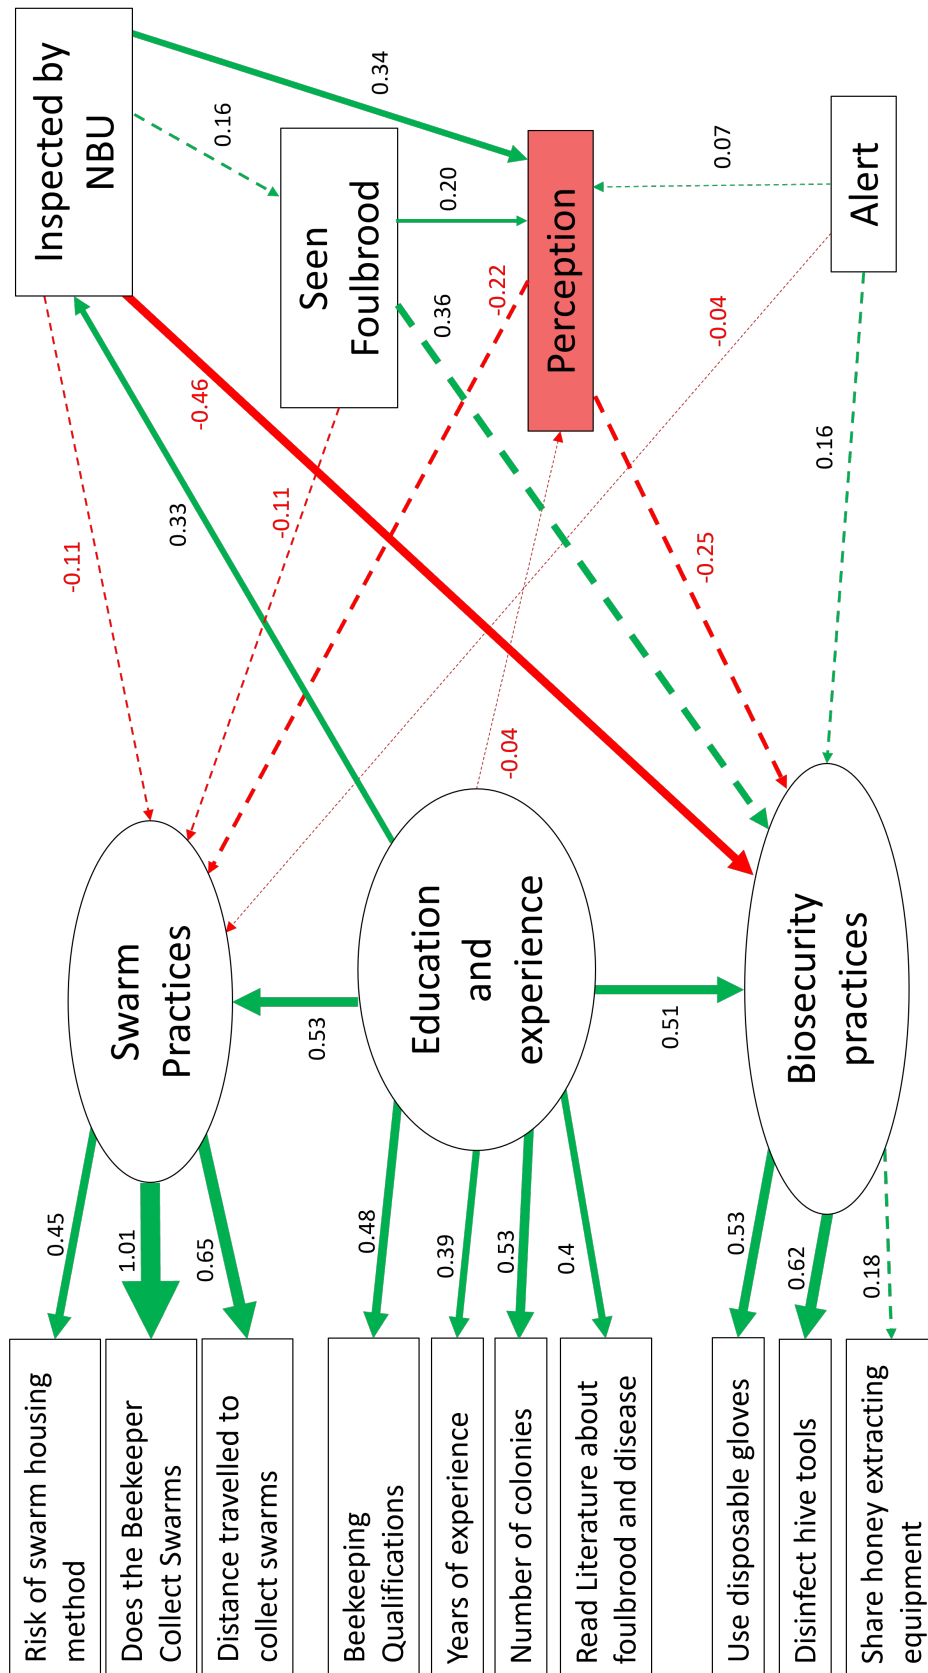 Risk of swarm housing
method
Does the Beekeeper
Collect Swarms
Distance travelled to
collect swarms
Beekeeping
Qualifications
Years of experience
Number of colonies
Read Literature about
foulbrood and disease
Use disposable gloves
Disinfect hive tools
Share honey extracting
equipment
0.45
1.01
0.65
0.48
0.39
0.53
0.4
0.53
0.62
0.18
Swarm
Practices
0.53
Education
and
experience
0.51
Biosecurity
practices
-0.11
0.33
-0.46
-0.11
-0.22
0.36
-0.04
-0.04
-0.25
0.16
Inspected by
NBU
0.16
0.34
Seen
Foulbrood
0.20
Perception
0.07
Alert